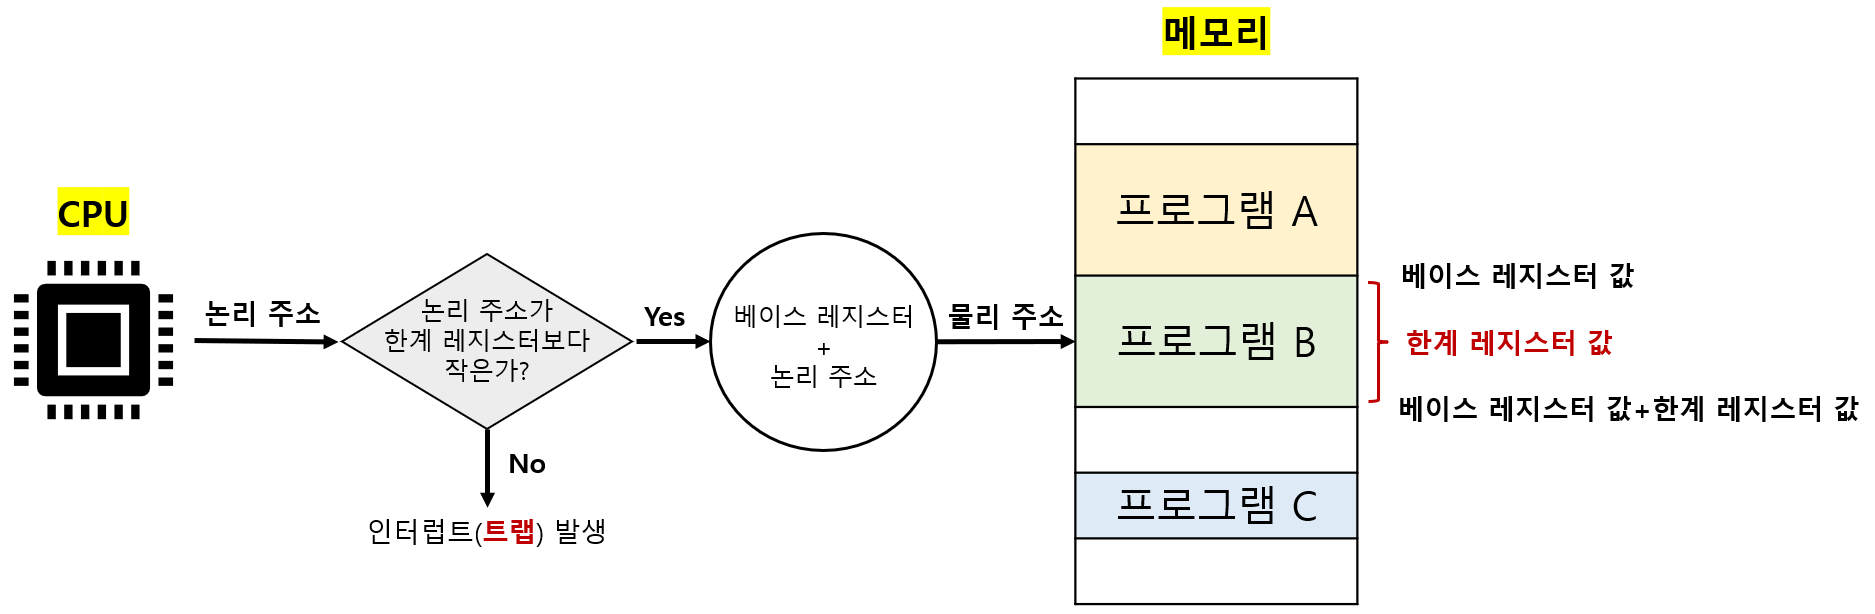 메모리
CPU
논리 주소
논리 주소가
한계 레지스터보다
작은가?
Yes
No
인터럽트(트랩) 발생
베이스 레지스터
+
논리 주소
물리 주소
프로그램 A
프로그램 B
프로그램 C
베이스 레지스터 값
한계 레지스터 값
베이스 레지스터 값+한계 레지스터 값